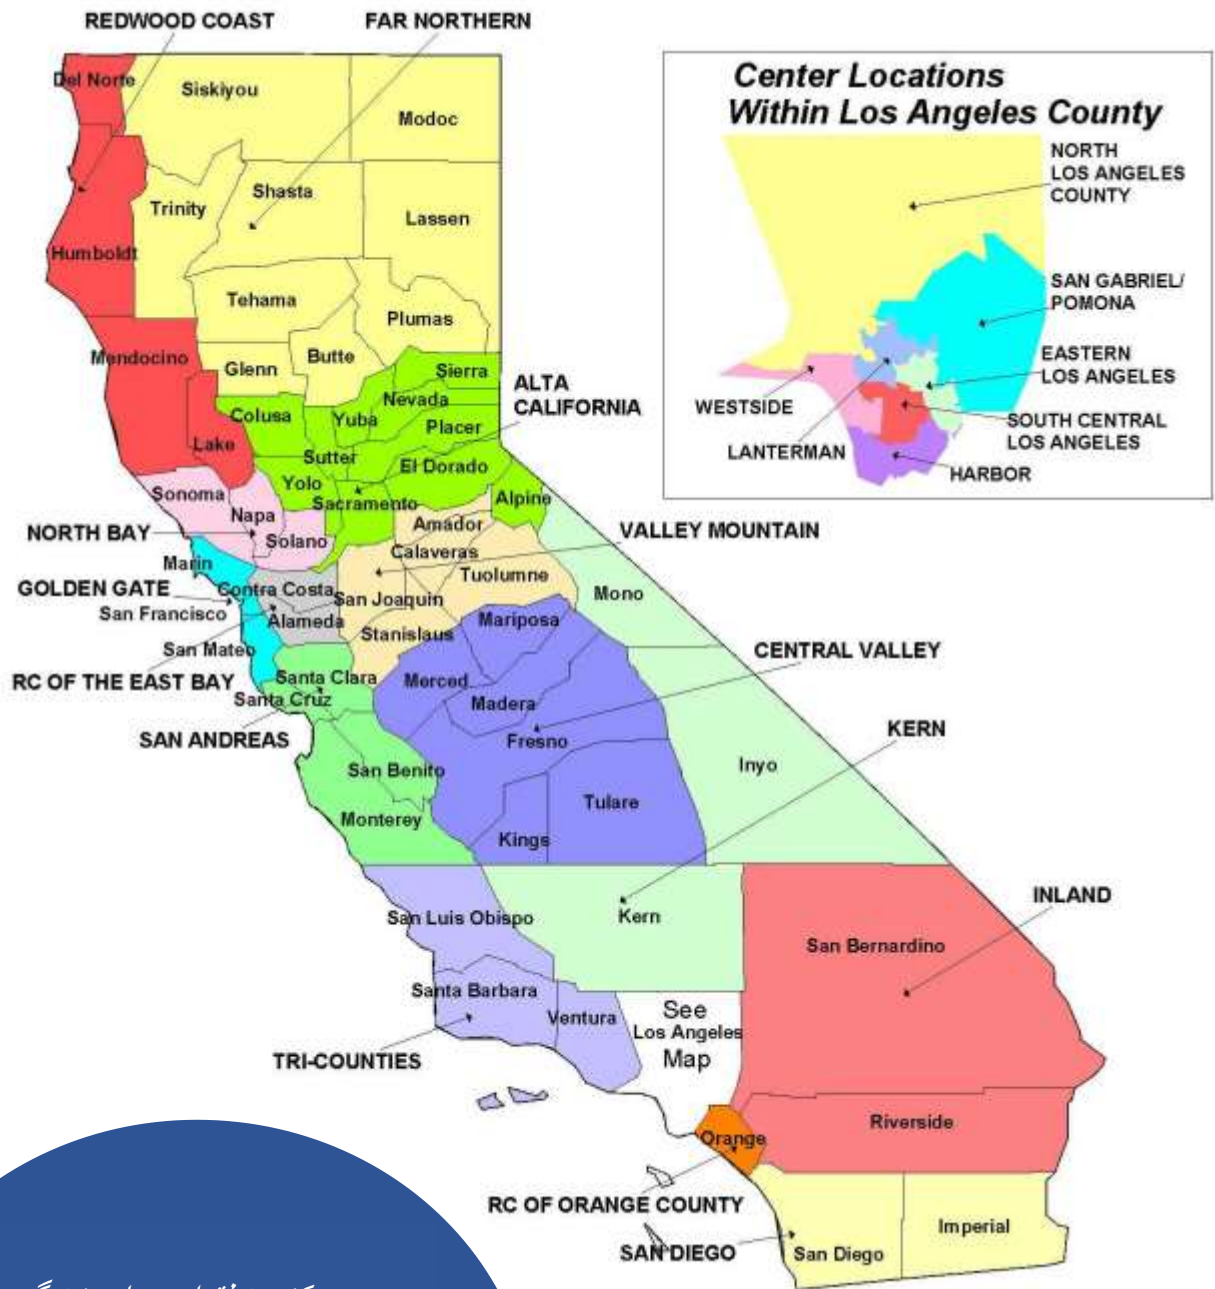 REDWOOD COAST
FAR NORTHERN
Del Norte
Siskiyou
Modoc
Trinity
Shasta
Lassen
Humboldt
Tehama
Plumas
Mendocino
Glenn
Butte
Sierra
Nevada
ALTA
CALIFORNIA
Colusa
Yuba
Placer
Lake
Sutter
El Dorado
Yolo
Sacramento
Alpine
Sonoma
Napa
Solano
Amador
NORTH BAY
VALLEY MOUNTAIN
Calaveras
Tuolumne
Marin
GOLDEN GATE
Contra Costa
San Joaquin
Mono
San Francisco
Alameda
Mariposa
Stanislaus
San Mateo
CENTRAL VALLEY
RC OF THE EAST BAY
Santa Clara
Merced
Santa Cruz
Madera
SAN ANDREAS
Fresno
KERN
San Benito
Inyo
Monterey
Tulare
Kings
INLAND
San Luis Obispo
Kern
San Bernardino
Santa Barbara
Ventura
See
Los Angeles
Map
TRI-COUNTIES
Riverside
Orange
RC OF ORANGE COUNTY
SAN DIEGO
San Diego
Imperial
Center Locations
Within Los Angeles County
NORTH
LOS ANGELES
COUNTY
SAN GABRIEL/
POMONA
EASTERN
LOS ANGELES
WESTSIDE
SOUTH CENTRAL
LOS ANGELES
LANTERMAN
HARBOR